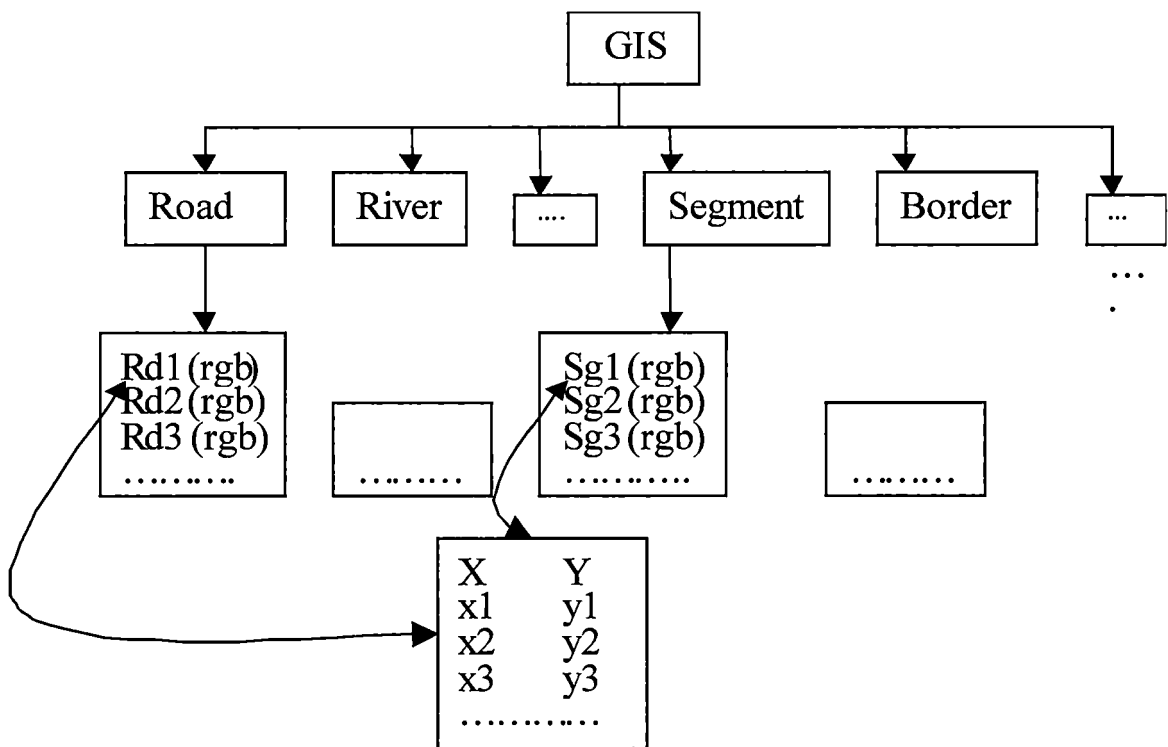 GIS
Road River .... Segment Border ...
...
.
Rd1 (rgb)
Rd2 (rgb)
Rd3 (rgb)
..........
.........
Sg1 (rgb)
Sg2 (rgb)
Sg3 (rgb)
...........
.........
X Y
x1 y1
x2 y2
x3 y3
............